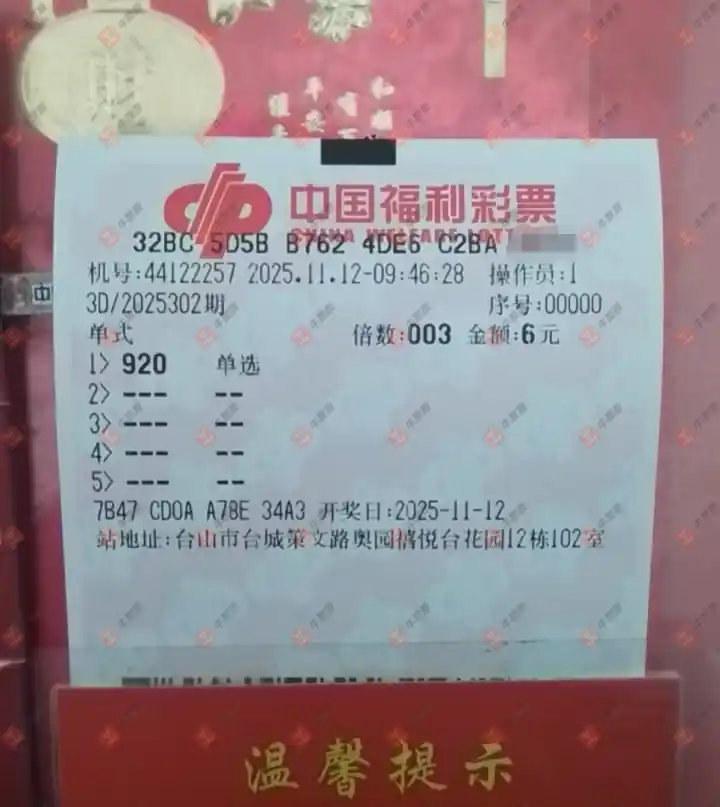 財
中国福利彩票
CHINA WELFARE LOTT
32BC 5D5B B762 4DE6 C2BA
机号:44122257 2025.11.12-09:46:28 操作员:1
3D/2025302期 序号:00000
单式 倍数:003 金额:6元
1> 920 单选
2> --- --
3> --- --
4> --- --
5> --- --
7B47 CD0A A78E 34A3 开奖日:2025-11-12
站地址:台山市台城策文路奥园禧悦台花园12栋102室
温馨提示